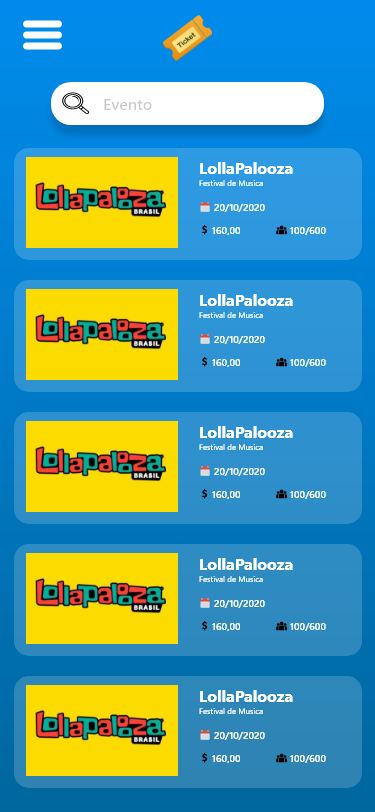 Ticket
Evento
Lollapalooza
BRASIL
LollaPalooza
Festival de Musica
20/10/2020
$ 160,00 100/600
Lollapalooza
BRASIL
LollaPalooza
Festival de Musica
20/10/2020
$ 160,00 100/600
Lollapalooza
BRASIL
LollaPalooza
Festival de Musica
20/10/2020
$ 160,00 100/600
Lollapalooza
BRASIL
LollaPalooza
Festival de Musica
20/10/2020
$ 160,00 100/600
Lollapalooza
BRASIL
LollaPalooza
Festival de Musica
20/10/2020
$ 160,00 100/600